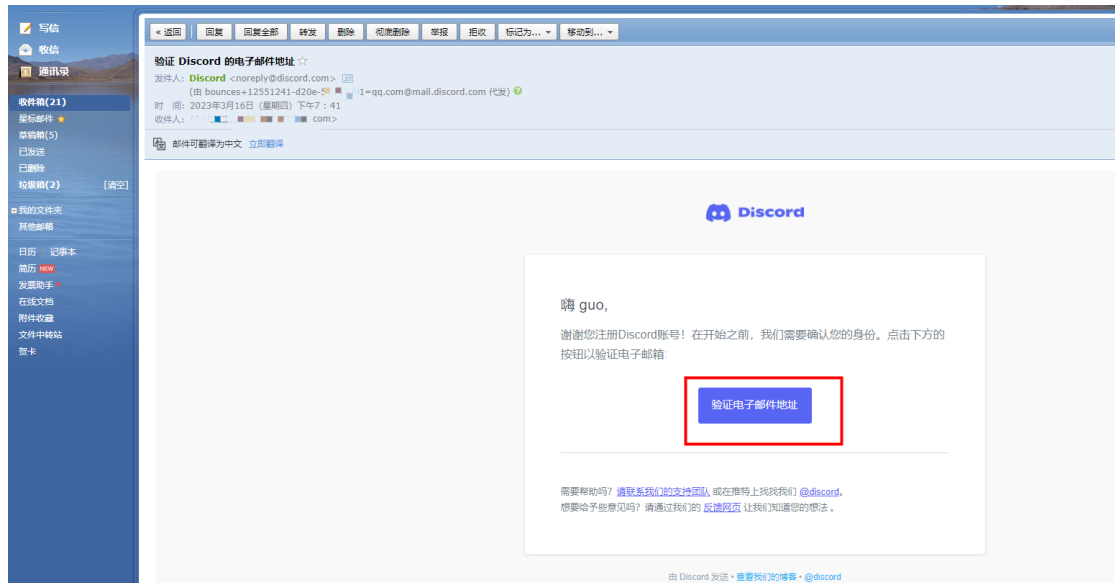 写信
收信
通讯录
收件箱(21)
星标邮件
草稿箱(5)
已发送
已删除
垃圾箱(2) [清空]
我的文件夹
其他邮箱
日历 记事本
简历 NEW
发票助手
在线文档
附件收藏
文件中转站
贺卡
« 返回 回复 回复全部 转发 删除 彻底删除 举报 拒收 标记为... 移动到...
验证 Discord 的电子邮件地址
发件人: Discord <noreply@discord.com>
(由 bounces+12551241-d20e- 1=qq.com@mail.discord.com 代发)
时 间: 2023年3月16日 (星期四) 下午7:41
收件人: com>
邮件可翻译为中文 立即翻译
Discord
嗨 guo,
谢谢您注册Discord账号！在开始之前，我们需要确认您的身份。点击下方的
按钮以验证电子邮箱:
验证电子邮件地址
需要帮助吗？请联系我们的支持团队 或在推特上找找我们 @discord。
想要给予些意见吗？请通过我们的 反馈网页 让我们知道您的想法 。
由 Discord 发送 • 查看我们的博客 • @discord